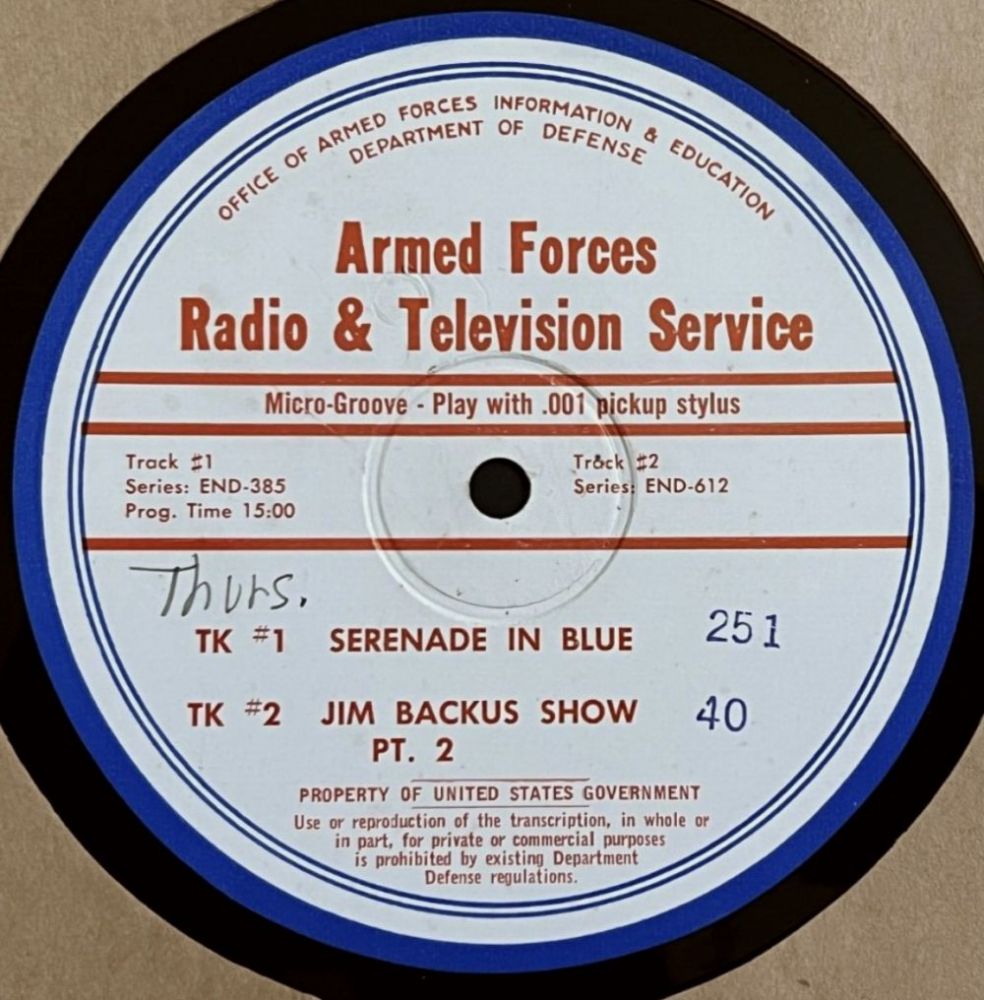 OFFICE OF ARMED FORCES INFORMATION & EDUCATION
DEPARTMENT OF DEFENSE
Armed Forces
Radio & Television Service
Micro-Groove - Play with .001 pickup stylus
Track #1
Series: END-385
Prog. Time 15:00
Track #2
Series: END-612
Thurs.
TK #1 SERENADE IN BLUE 251
TK #2 JIM BACKUS SHOW 40
PT. 2
PROPERTY OF UNITED STATES GOVERNMENT
Use or reproduction of the transcription, in whole or
in part, for private or commercial purposes
is prohibited by existing Department
Defense regulations.